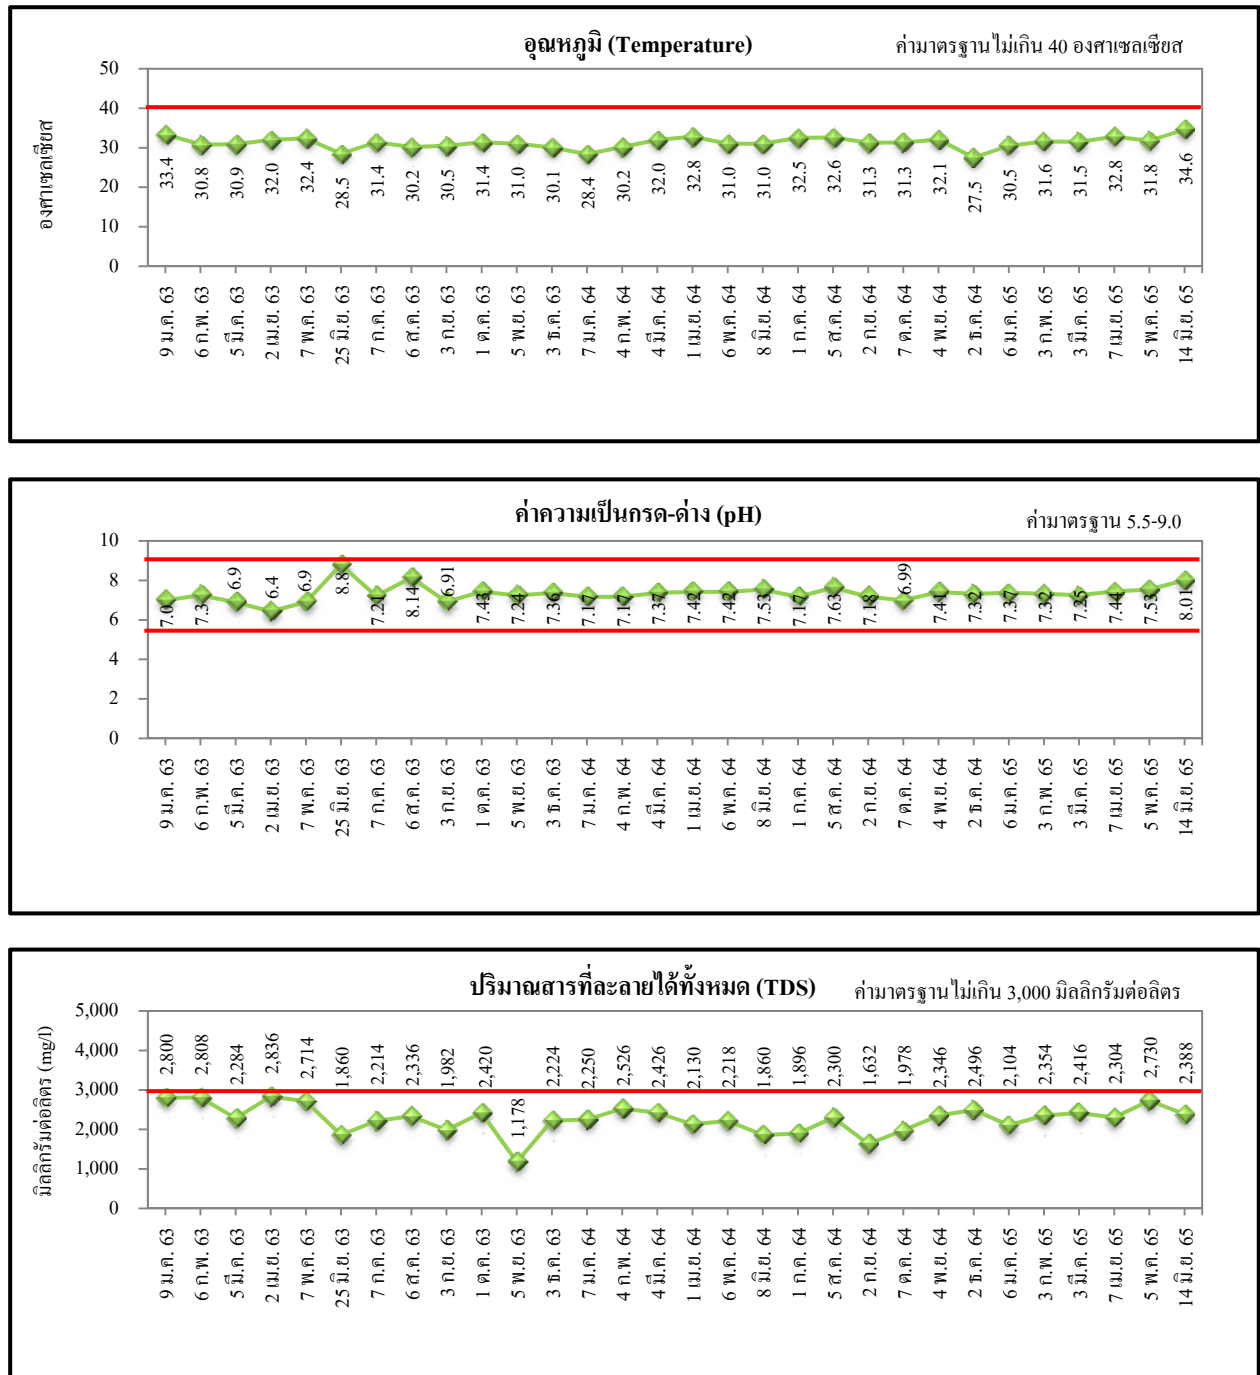 อุณหภูมิ (Temperature)
ค่ามาตรฐานไม่เกิน 40 องศาเซลเซียส
องศาเซลเซียส
50
40
30
20
10
0
33.4 30.8 30.9 32.0 32.4 28.5 31.4 30.2 30.5 31.4 31.0 30.1 28.4 30.2 32.0 32.8 31.0 31.0 32.5 32.6 31.3 31.3 32.1 27.5 30.5 31.6 31.5 32.8 31.8 34.6
9 ม.ค. 63 6 ก.พ. 63 5 มี.ค. 63 2 เม.ย. 63 7 พ.ค. 63 25 มิ.ย. 63 7 ก.ค. 63 6 ส.ค. 63 3 ก.ย. 63 1 ต.ค. 63 5 พ.ย. 63 3 ธ.ค. 63 7 ม.ค. 64 4 ก.พ. 64 4 มี.ค. 64 1 เม.ย. 64 6 พ.ค. 64 8 มิ.ย. 64 1 ก.ค. 64 5 ส.ค. 64 2 ก.ย. 64 7 ต.ค. 64 4 พ.ย. 64 2 ธ.ค. 64 6 ม.ค. 65 3 ก.พ. 65 3 มี.ค. 65 7 เม.ย. 65 5 พ.ค. 65 14 มิ.ย. 65
ค่าความเป็นกรด-ด่าง (pH)
ค่ามาตรฐาน 5.5-9.0
10
8
6
4
2
0
7.0 7.3 6.9 6.4 6.9 8.8 7.21 8.14 6.91 7.43 7.24 7.36 7.17 7.17 7.37 7.42 7.42 7.53 7.17 7.63 7.18 6.99 7.41 7.32 7.37 7.32 7.25 7.44 7.53 8.01
9 ม.ค. 63 6 ก.พ. 63 5 มี.ค. 63 2 เม.ย. 63 7 พ.ค. 63 25 มิ.ย. 63 7 ก.ค. 63 6 ส.ค. 63 3 ก.ย. 63 1 ต.ค. 63 5 พ.ย. 63 3 ธ.ค. 63 7 ม.ค. 64 4 ก.พ. 64 4 มี.ค. 64 1 เม.ย. 64 6 พ.ค. 64 8 มิ.ย. 64 1 ก.ค. 64 5 ส.ค. 64 2 ก.ย. 64 7 ต.ค. 64 4 พ.ย. 64 2 ธ.ค. 64 6 ม.ค. 65 3 ก.พ. 65 3 มี.ค. 65 7 เม.ย. 65 5 พ.ค. 65 14 มิ.ย. 65
ปริมาณสารที่ละลายได้ทั้งหมด (TDS)
ค่ามาตรฐานไม่เกิน 3,000 มิลลิกรัมต่อลิตร
มิลลิกรัมต่อลิตร (mg/l)
5,000
4,000
3,000
2,000
1,000
0
2,800 2,808 2,284 2,836 2,714 1,860 2,214 2,336 1,982 2,420 1,178 2,224 2,250 2,526 2,426 2,130 2,218 1,860 1,896 2,300 1,632 1,978 2,346 2,496 2,104 2,354 2,416 2,304 2,730 2,388
9 ม.ค. 63 6 ก.พ. 63 5 มี.ค. 63 2 เม.ย. 63 7 พ.ค. 63 25 มิ.ย. 63 7 ก.ค. 63 6 ส.ค. 63 3 ก.ย. 63 1 ต.ค. 63 5 พ.ย. 63 3 ธ.ค. 63 7 ม.ค. 64 4 ก.พ. 64 4 มี.ค. 64 1 เม.ย. 64 6 พ.ค. 64 8 มิ.ย. 64 1 ก.ค. 64 5 ส.ค. 64 2 ก.ย. 64 7 ต.ค. 64 4 พ.ย. 64 2 ธ.ค. 64 6 ม.ค. 65 3 ก.พ. 65 3 มี.ค. 65 7 เม.ย. 65 5 พ.ค. 65 14 มิ.ย. 65